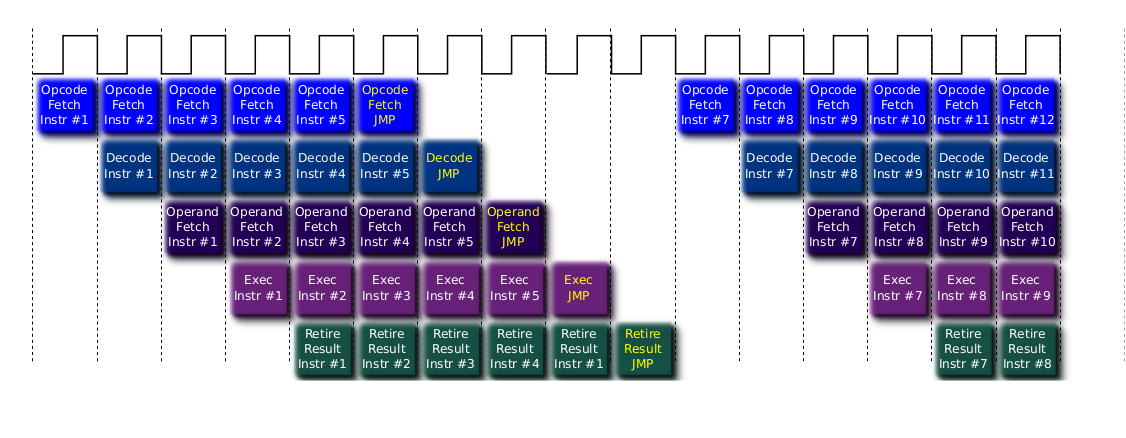 Opcode Fetch Instr #1
Opcode Fetch Instr #2
Opcode Fetch Instr #3
Opcode Fetch Instr #4
Opcode Fetch Instr #5
Opcode Fetch JMP
Opcode Fetch Instr #7
Opcode Fetch Instr #8
Opcode Fetch Instr #9
Opcode Fetch Instr #10
Opcode Fetch Instr #11
Opcode Fetch Instr #12
Decode Instr #1
Decode Instr #2
Decode Instr #3
Decode Instr #4
Decode Instr #5
Decode JMP
Decode Instr #7
Decode Instr #8
Decode Instr #9
Decode Instr #10
Decode Instr #11
Operand Fetch Instr #1
Operand Fetch Instr #2
Operand Fetch Instr #3
Operand Fetch Instr #4
Operand Fetch Instr #5
Operand Fetch JMP
Operand Fetch Instr #7
Operand Fetch Instr #8
Operand Fetch Instr #9
Operand Fetch Instr #10
Exec Instr #1
Exec Instr #2
Exec Instr #3
Exec Instr #4
Exec Instr #5
Exec JMP
Exec Instr #7
Exec Instr #8
Exec Instr #9
Retire Result Instr #1
Retire Result Instr #2
Retire Result Instr #3
Retire Result Instr #4
Retire Result Instr #1
Retire Result JMP
Retire Result Instr #7
Retire Result Instr #8